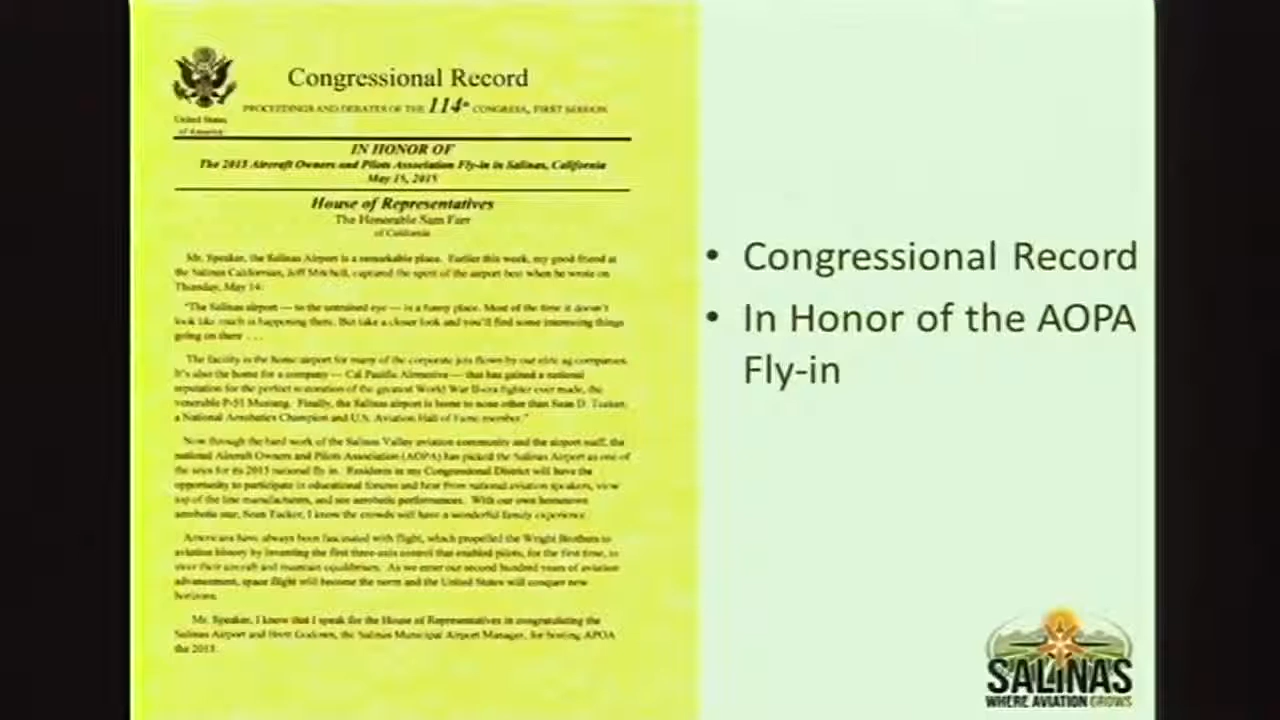 Congressional Record
PROCEEDINGS AND DEBATES OF THE 114th CONGRESS, FIRST SESSION
United States
of America
IN HONOR OF
The 2015 Aircraft Owners and Pilots Association Fly-in in Salinas, California
May 15, 2015
House of Representatives
The Honorable Sam Farr
of California
Mr. Speaker, the Salinas Airport is a remarkable place. Earlier this week, my good friend at
the Salinas Californian, Jeff Mitchell, captured the spirit of the airport best when he wrote on
Thursday, May 14:
"The Salinas airport — to the untrained eye — is a funny place. Most of the time it doesn't
look like much is happening there. But take a closer look and you'll find some interesting things
going on there . . .
The facility is the home airport for many of the corporate jets flown by our elite ag companies.
It's also the home for a company — Cal Pacific Airmotive — that has gained a national
reputation for the perfect restoration of the greatest World War II-era fighter ever made, the
venerable P-51 Mustang. Finally, the Salinas airport is home to none other than Sean D. Tucker,
a National Aerobatics Champion and U.S. Aviation Hall of Fame member."
Now through the hard work of the Salinas Valley aviation community and the airport staff, the
national Aircraft Owners and Pilots Association (AOPA) has picked the Salinas Airport as one of
the sites for its 2015 national fly in. Residents in my Congressional District will have the
opportunity to participate in educational forums and hear from national aviation speakers, view
top of the line manufacturers, and see aerobatic performances. With our own hometown
aerobatic star, Sean Tucker, I know the crowds will have a wonderful family experience.
Americans have always been fascinated with flight, which propelled the Wright Brothers to
aviation history by inventing the first three-axis control that enabled pilots, for the first time, to
steer their aircraft and maintain equilibrium. As we enter our second hundred years of aviation
advancement, space flight will become the norm and the United States will conquer new
horizons.
Mr. Speaker, I know that I speak for the House of Representatives in congratulating the
Salinas Airport and Brett Godown, the Salinas Municipal Airport Manager, for hosting APOA
the 2015.
• Congressional Record
• In Honor of the AOPA
Fly-in
SALINAS
WHERE AVIATION GROWS